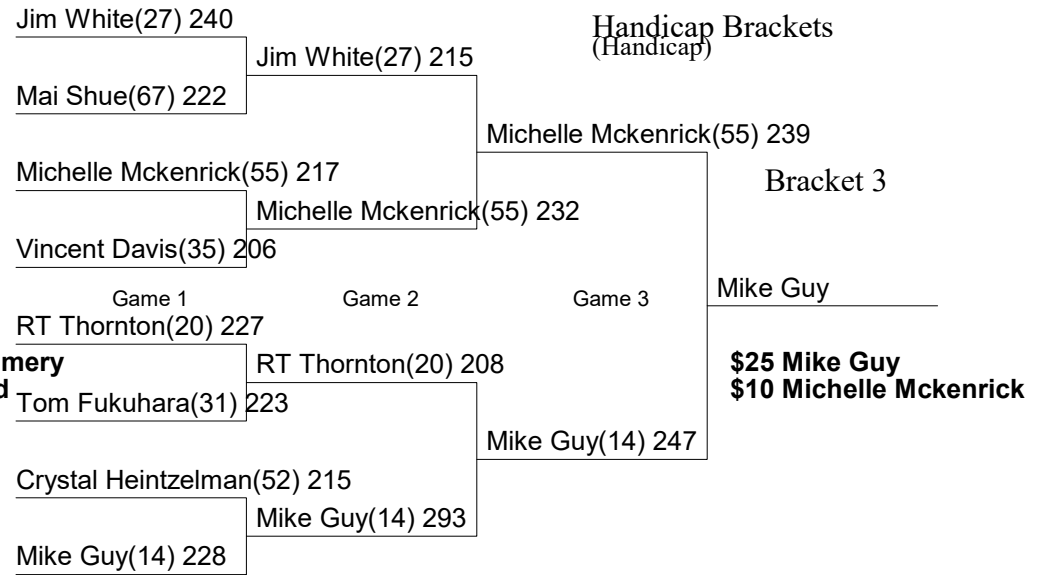 Jim White(27) 240
Handicap Brackets
(Handicap)
Jim White(27) 215
Mai Shue(67) 222
Michelle Mckenrick(55) 239
Michelle Mckenrick(55) 217
Bracket 3
Michelle Mckenrick(55) 232
Vincent Davis(35) 206
Game 1
Game 2
Game 3
Mike Guy
RT Thornton(20) 227
RT Thornton(20) 208
$25 Mike Guy
$10 Michelle Mckenrick
Tom Fukuhara(31) 223
Mike Guy(14) 247
Crystal Heintzelman(52) 215
Mike Guy(14) 293
Mike Guy(14) 228